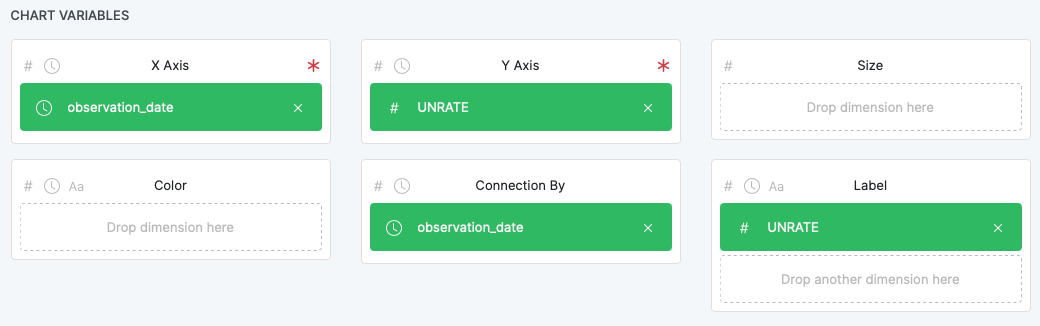 CHART VARIABLES
# X Axis *
observation_date ×
# Y Axis *
# UNRATE ×
# Size
Drop dimension here
# Aa Color
Drop dimension here
# Connection By
observation_date ×
# Aa Label
# UNRATE ×
Drop another dimension here